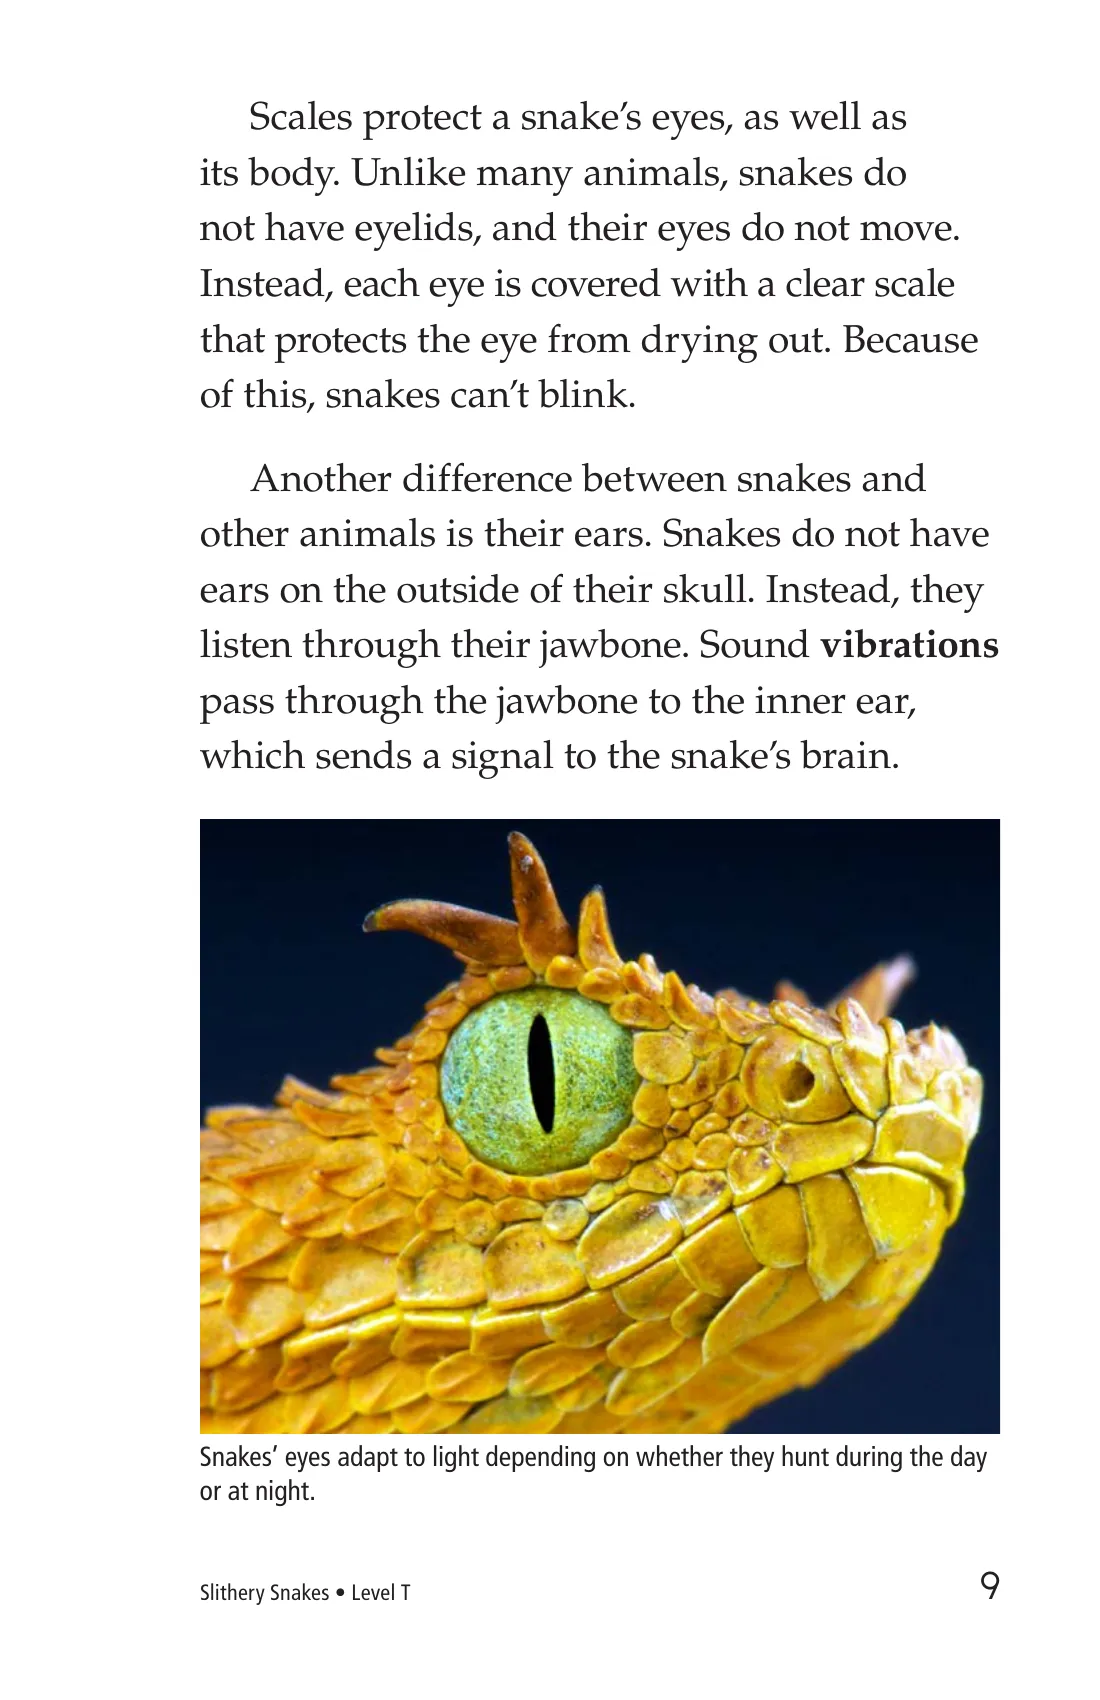 Scales protect a snake’s eyes, as well as
its body. Unlike many animals, snakes do
not have eyelids, and their eyes do not move.
Instead, each eye is covered with a clear scale
that protects the eye from drying out. Because
of this, snakes can’t blink.
Another difference between snakes and
other animals is their ears. Snakes do not have
ears on the outside of their skull. Instead, they
listen through their jawbone. Sound vibrations
pass through the jawbone to the inner ear,
which sends a signal to the snake’s brain.
Snakes’ eyes adapt to light depending on whether they hunt during the day
or at night.
Slithery Snakes • Level T
9